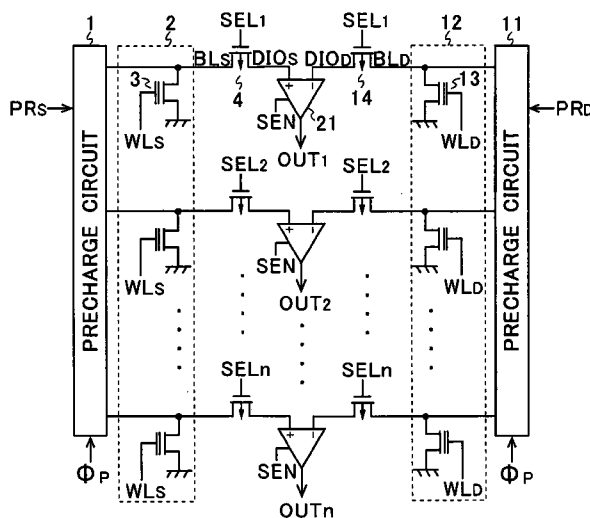 SEL1 SEL1
1 2 12 11
BLS DIOS DIOD BLD
3 4 14 13
PRS PRD
21
WLS SEN WLD
OUT1
SEL2 SEL2
PRECHARGE CIRCUIT PRECHARGE CIRCUIT
SEN
WLS WLD
OUT2
SELn SELn
SEN
ΦP WLS WLD ΦP
OUTn